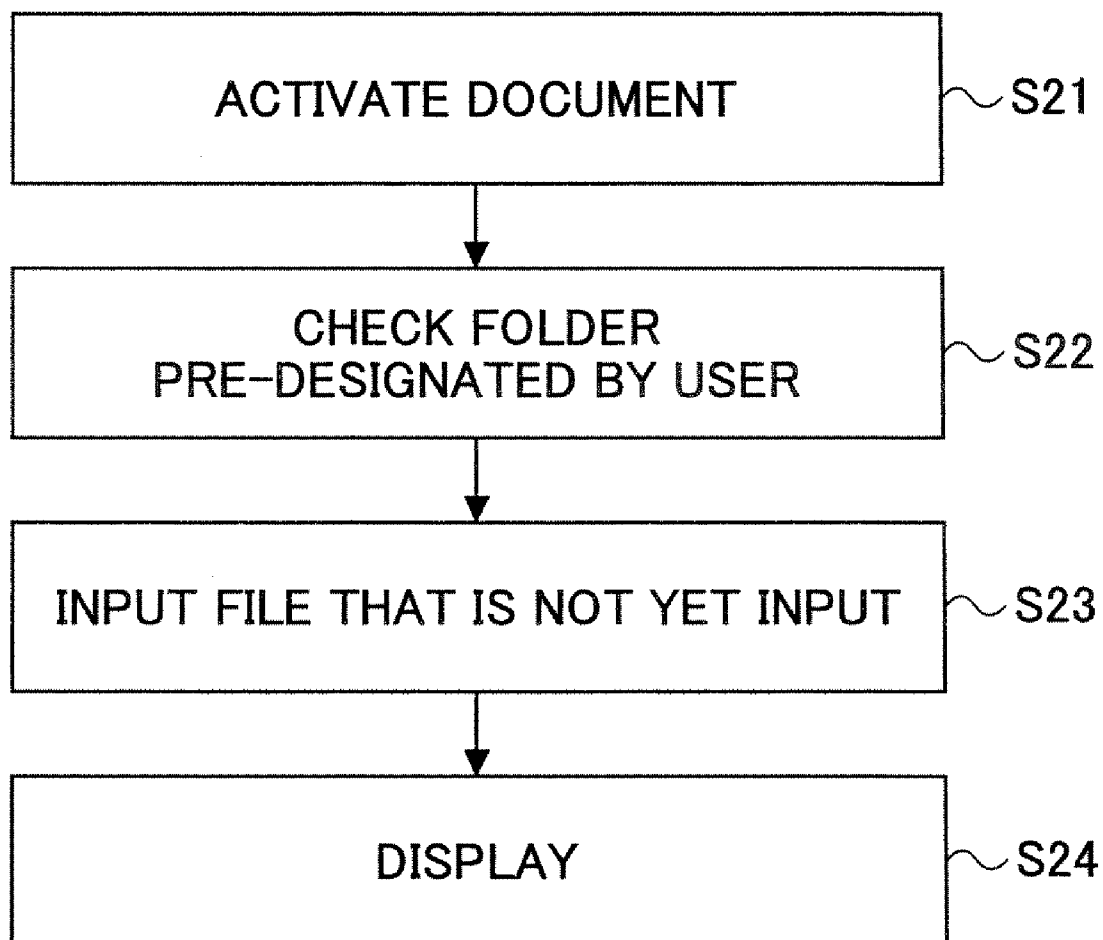 ACTIVATE DOCUMENT
S21
CHECK FOLDER
PRE-DESIGNATED BY USER
S22
INPUT FILE THAT IS NOT YET INPUT
S23
DISPLAY
S24